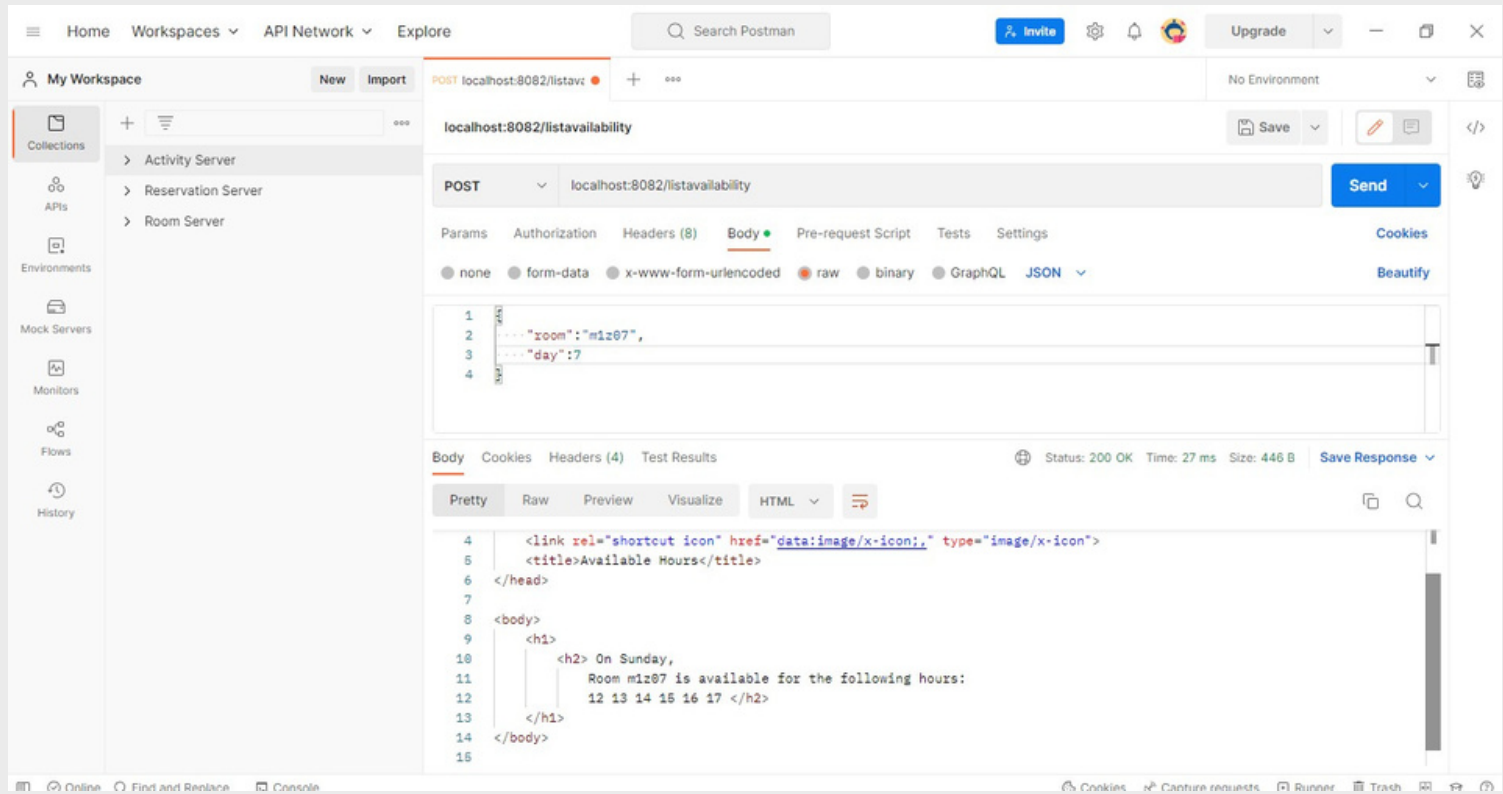 Home Workspaces API Network Explore Search Postman Invite Upgrade
My Workspace New Import POST localhost:8082/listava No Environment
Collections
APIs
Environments
Mock Servers
Monitors
Flows
History
Activity Server
Reservation Server
Room Server
localhost:8082/listavailability Save
POST localhost:8082/listavailability Send
Params Authorization Headers (8) Body Pre-request Script Tests Settings Cookies
none form-data x-www-form-urlencoded raw binary GraphQL JSON Beautify
1 {
2 ····"room":"m1z07",
3 ····"day":7
4 }
Body Cookies Headers (4) Test Results Status: 200 OK Time: 27 ms Size: 446 B Save Response
Pretty Raw Preview Visualize HTML
4 <link rel="shortcut icon" href="data:image/x-icon;," type="image/x-icon">
5 <title>Available Hours</title>
6 </head>
7
8 <body>
9 <h1>
10 <h2> On Sunday,
11 Room m1z07 is available for the following hours:
12 12 13 14 15 16 17 </h2>
13 </h1>
14 </body>
15
Online Find and Replace Console Cookies Capture requests Runner Trash